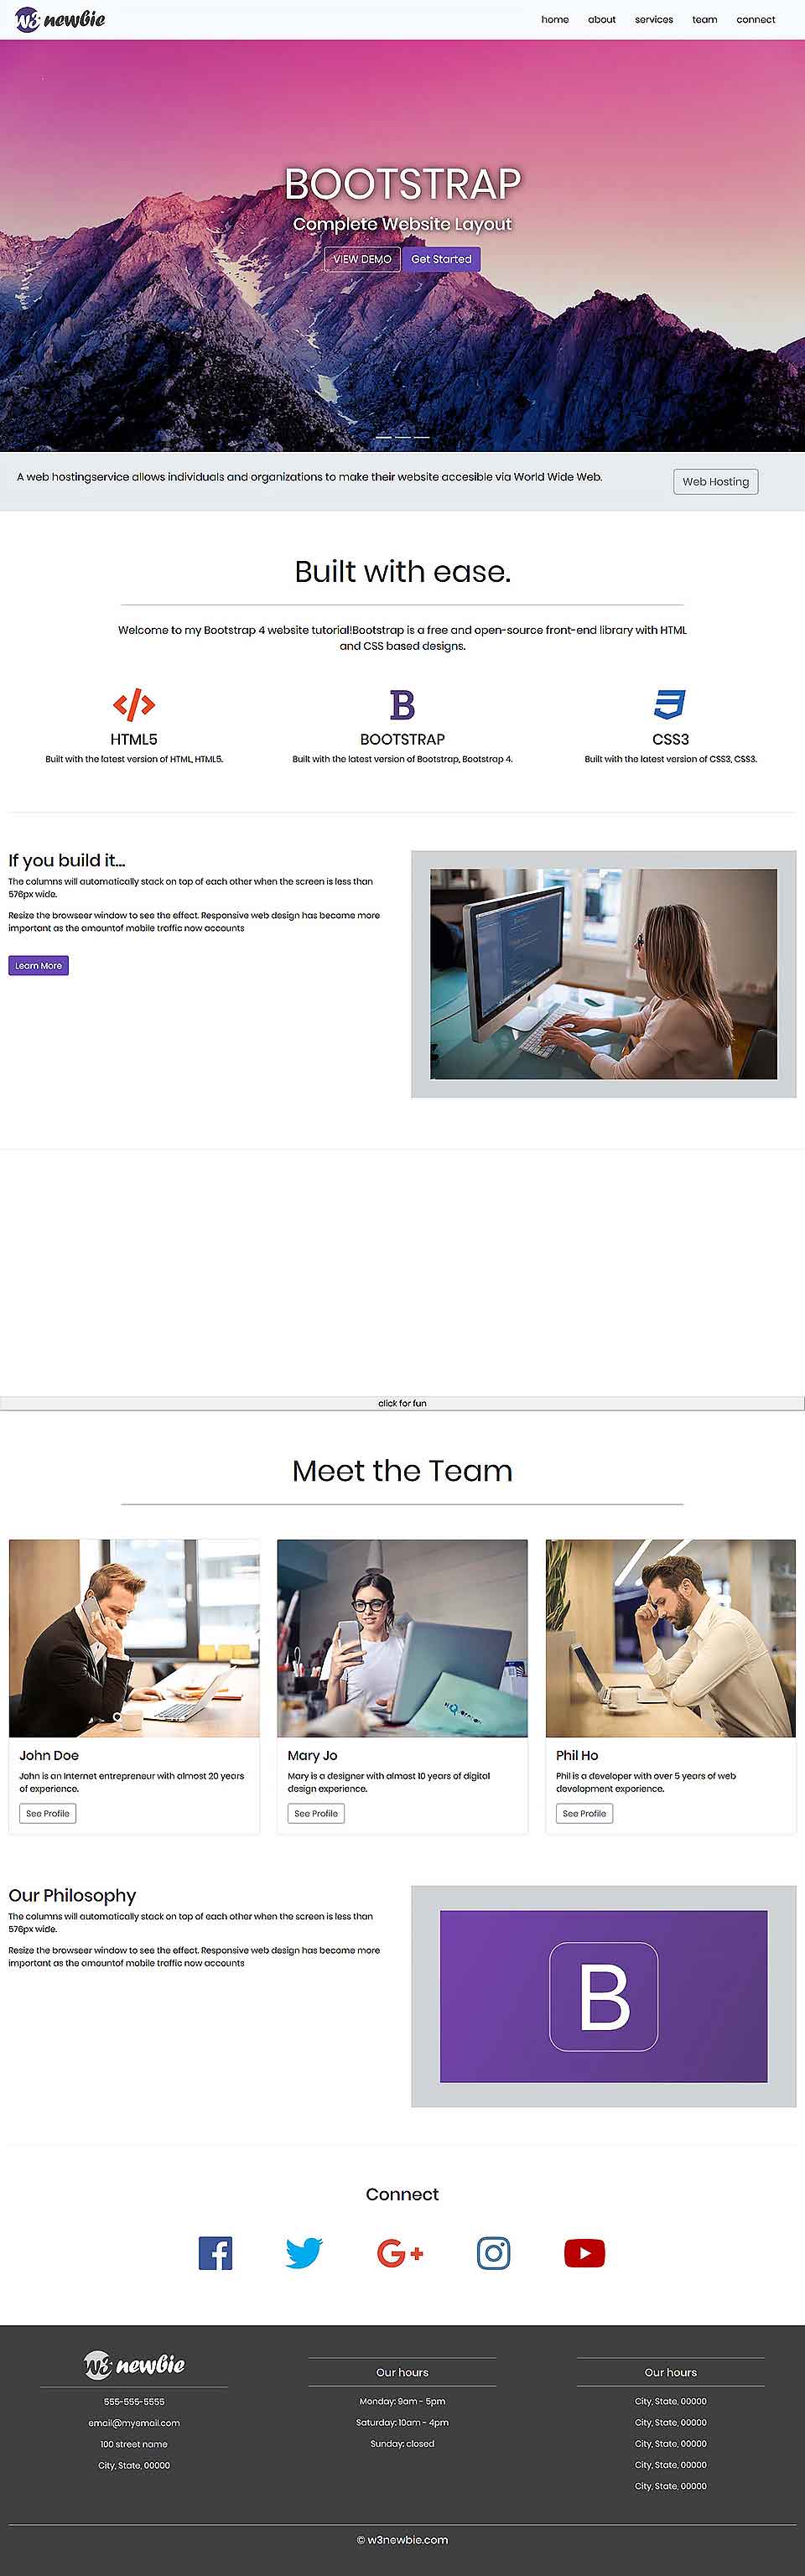 W3 newbie
home about services team connect
BOOTSTRAP
Complete Website Layout
VIEW DEMO Get Started
A web hostingservice allows individuals and organizations to make their website accesible via World Wide Web.
Web Hosting
Built with ease.
Welcome to my Bootstrap 4 website tutorial!Bootstrap is a free and open-source front-end library with HTML
and CSS based designs.
B
HTML5
Built with the latest version of HTML, HTML5.
BOOTSTRAP
Built with the latest version of Bootstrap, Bootstrap 4.
CSS3
Built with the latest version of CSS3, CSS3.
If you build it...
The columns will automatically stack on top of each other when the screen is less than
576px wide.
Resize the browseer window to see the effect. Responsive web design has become more
important as the amountof mobile traffic now accounts
Learn More
click for fun
Meet the Team
John Doe
John is an Internet entrepreneur with almost 20 years
of experience.
See Profile
Mary Jo
Mary is a designer with almost 10 years of digital
design experience.
See Profile
Phil Ho
Phil is a developer with over 5 years of web
development exporience.
See Profile
Our Philosophy
The columns will automatically stack on top of each other when the screen is less than
576px wide.
Resize the browseer window to see the effect. Responsive web design has become more
important as the amountof mobile traffic now accounts
B
Connect
G+
W3 newbie
555-555-5555
email@myemail.com
100 street name
City, State, 00000
Our hours
Monday: 9am - 5pm
Saturday: 10am - 4pm
Sunday: closed
Our hours
City, State, 00000
City, State, 00000
City, State, 00000
City, State, 00000
City, State, 00000
© w3newbie.com